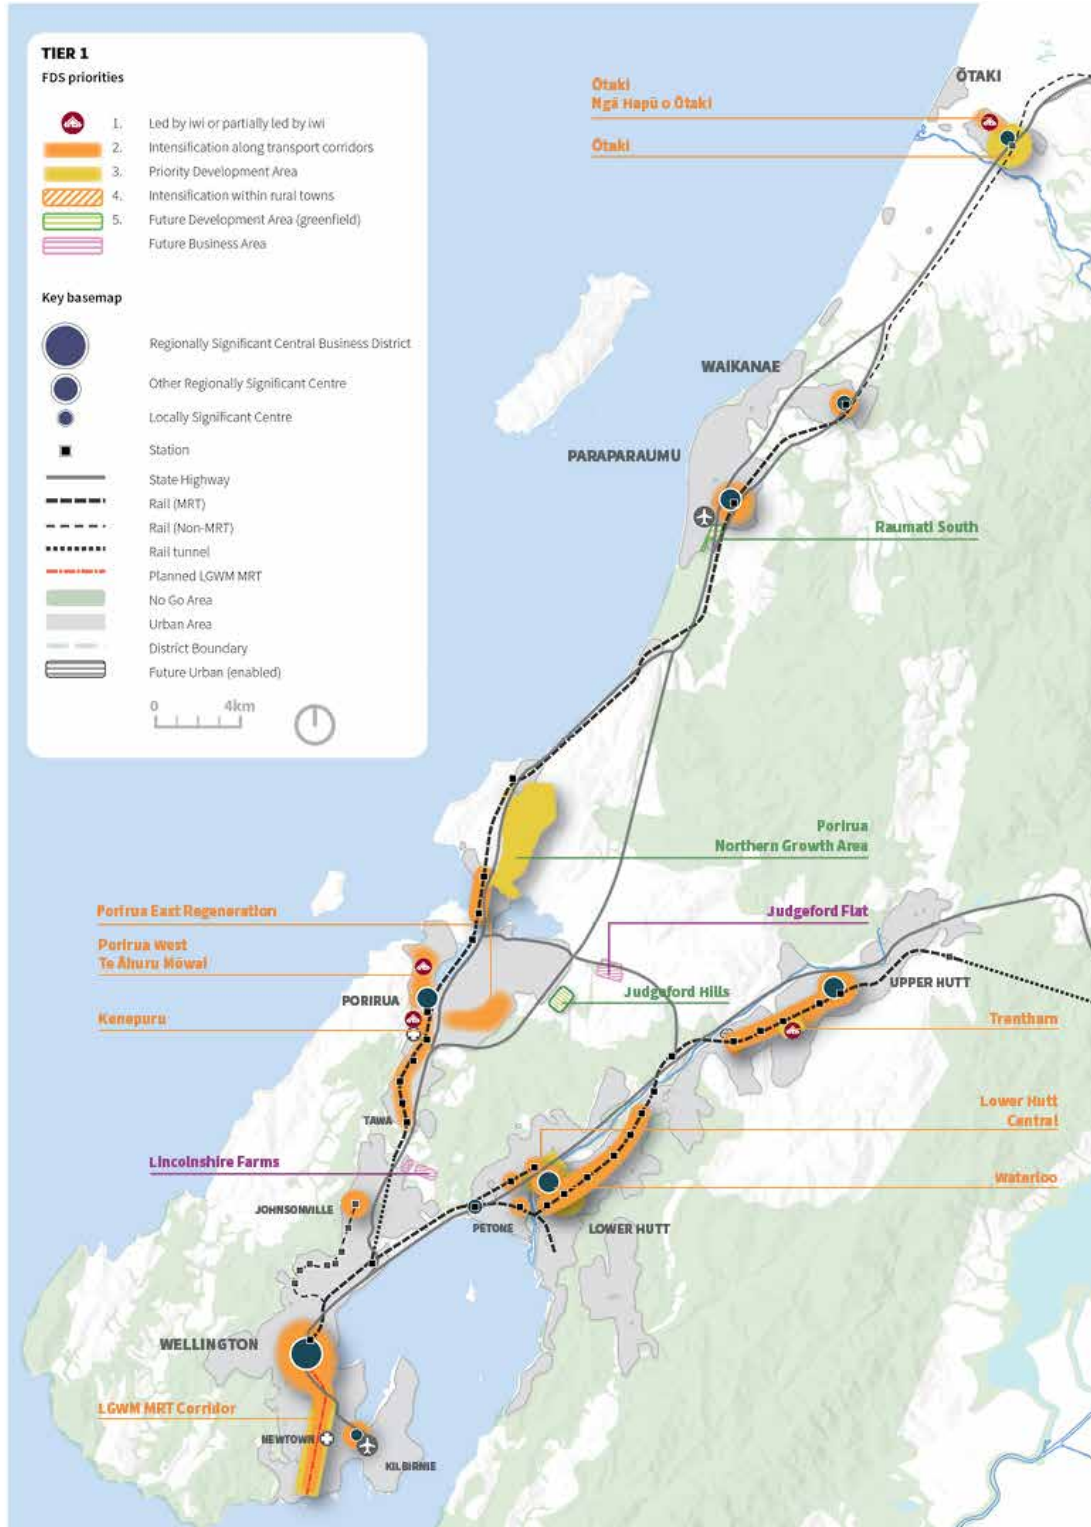 TIER 1
FDS priorities
1. Led by iwi or partially led by iwi
2. Intensification along transport corridors
3. Priority Development Area
4. Intensification within rural towns
5. Future Development Area (greenfield)
Future Business Area
Key basemap
Regionally Significant Central Business District
Other Regionally Significant Centre
Locally Significant Centre
Station
State Highway
Rail (MRT)
Rail (Non-MRT)
Rail tunnel
Planned LGWM MRT
No Go Area
Urban Area
District Boundary
Future Urban (enabled)
0 4km
ŌTAKI
Ōtaki
Ngā Hapū o Ōtaki
Ōtaki
WAIKANAE
PARAPARAUMU
Raumati South
Porirua
Northern Growth Area
Porirua East Regeneration
Judgeford Flat
Porirua West
Te Āhuru Mōwai
PORIRUA
Judgeford Hills
UPPER HUTT
Kenepuru
Trentham
Lower Hutt
Central
TAWA
Lincolnshire Farms
Waterloo
JOHNSONVILLE
PETONE
LOWER HUTT
WELLINGTON
LGWM MRT Corridor
NEWTOWN
KILBIRNIE